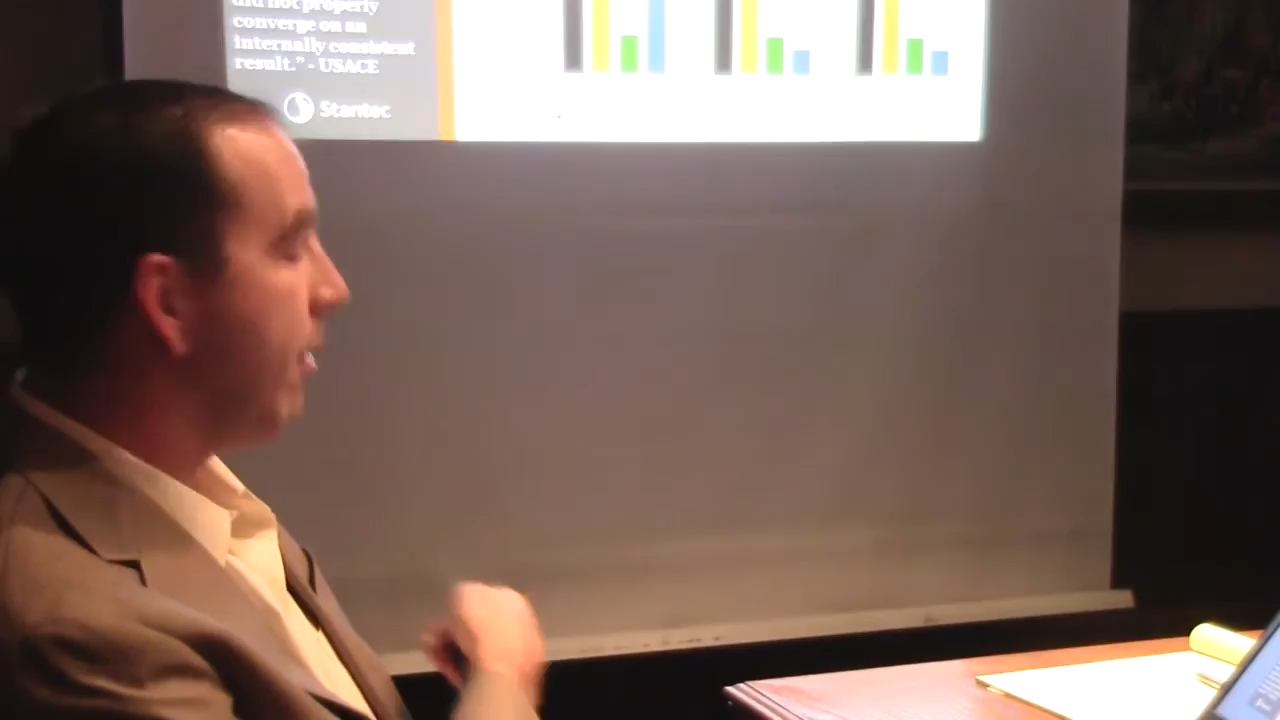 did not properly
converge on an
internally consistent
result.” - USACE
Stantec